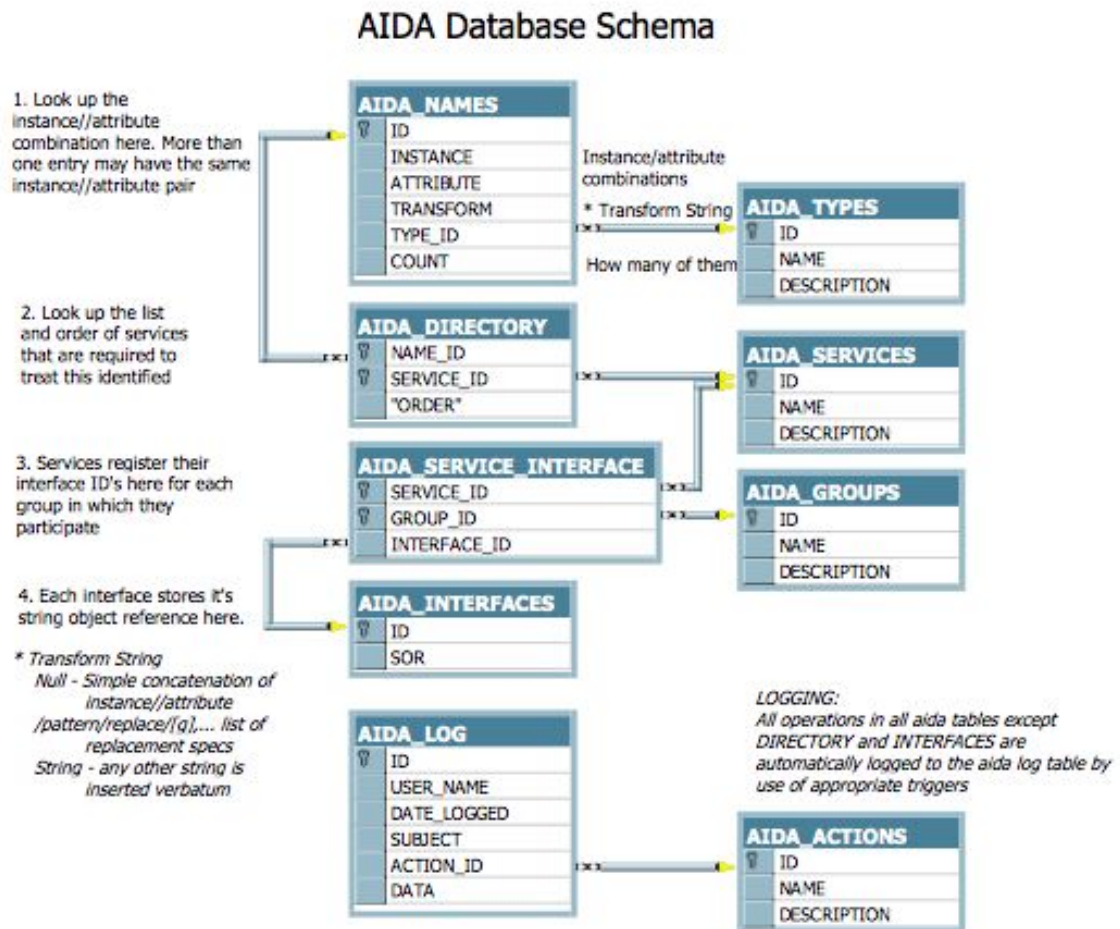 AIDA Database Schema
1. Look up the
instance//attribute
combination here. More than
one entry may have the same
instance//attribute pair
AIDA_NAMES
ID
INSTANCE
ATTRIBUTE
TRANSFORM
TYPE_ID
COUNT
Instance/attribute
combinations
* Transform String
How many of them
AIDA_TYPES
ID
NAME
DESCRIPTION
2. Look up the list
and order of services
that are required to
treat this identified
AIDA_DIRECTORY
NAME_ID
SERVICE_ID
"ORDER"
AIDA_SERVICES
ID
NAME
DESCRIPTION
3. Services register their
interface ID's here for each
group in which they
participate
AIDA_SERVICE_INTERFACE
SERVICE_ID
GROUP_ID
INTERFACE_ID
AIDA_GROUPS
ID
NAME
DESCRIPTION
4. Each interface stores it's
string object reference here.
AIDA_INTERFACES
ID
SOR
* Transform String
Null - Simple concatenation of
instance//attribute
/pattern/replace/[g],... list of
replacement specs
String - any other string is
inserted verbatum
AIDA_LOG
ID
USER_NAME
DATE_LOGGED
SUBJECT
ACTION_ID
DATA
LOGGING:
All operations in all aida tables except
DIRECTORY and INTERFACES are
automatically logged to the aida log table by
use of appropriate triggers
AIDA_ACTIONS
ID
NAME
DESCRIPTION